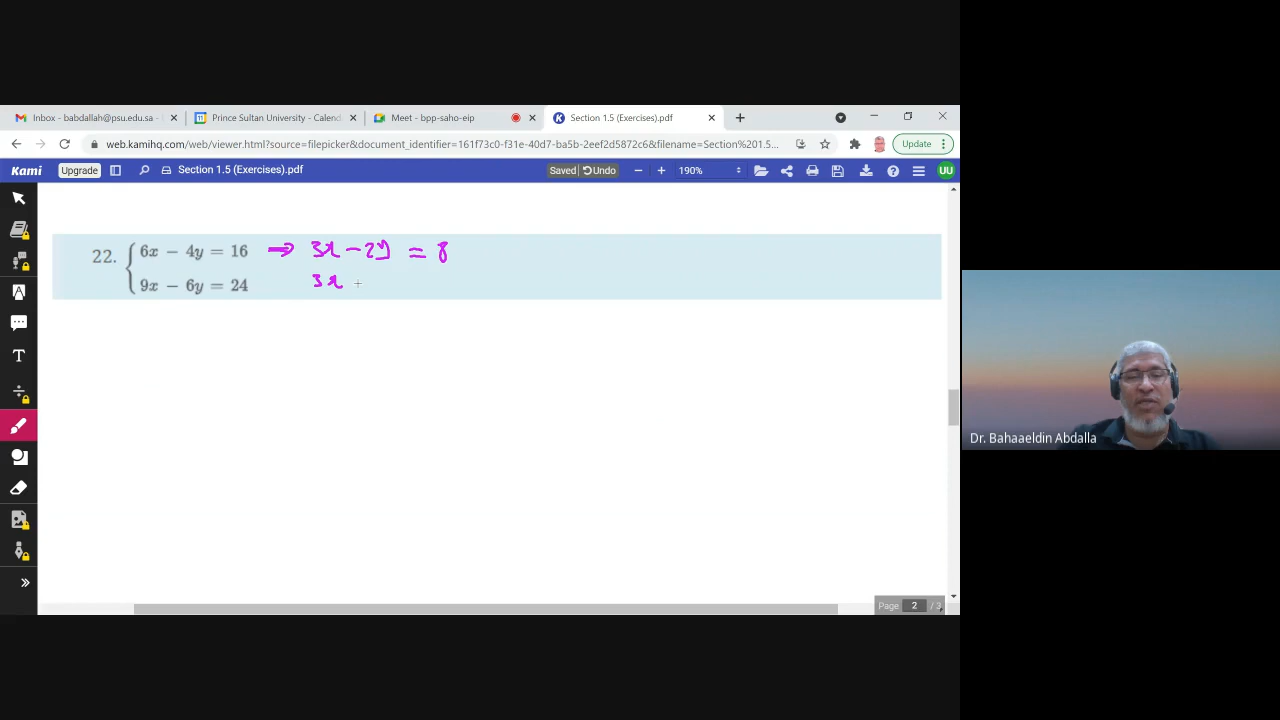 Inbox - babdallah@psu.edu.sa -
Prince Sultan University - Calend
Meet - bpp-saho-eip
Section 1.5 (Exercises).pdf
web.kamihq.com/web/viewer.html?source=filepicker&document_identifier=161f73c0-f31e-40d7-ba5b-2eef2d5872c6&filename=Section%201.5...
Update
Kami
Upgrade
Section 1.5 (Exercises).pdf
Saved Undo
190%
UU
22. 6x − 4y = 16 ⇒ 3x − 2y = 8
9x − 6y = 24 3x
Dr. Bahaaeldin Abdalla
Page 2 / 3